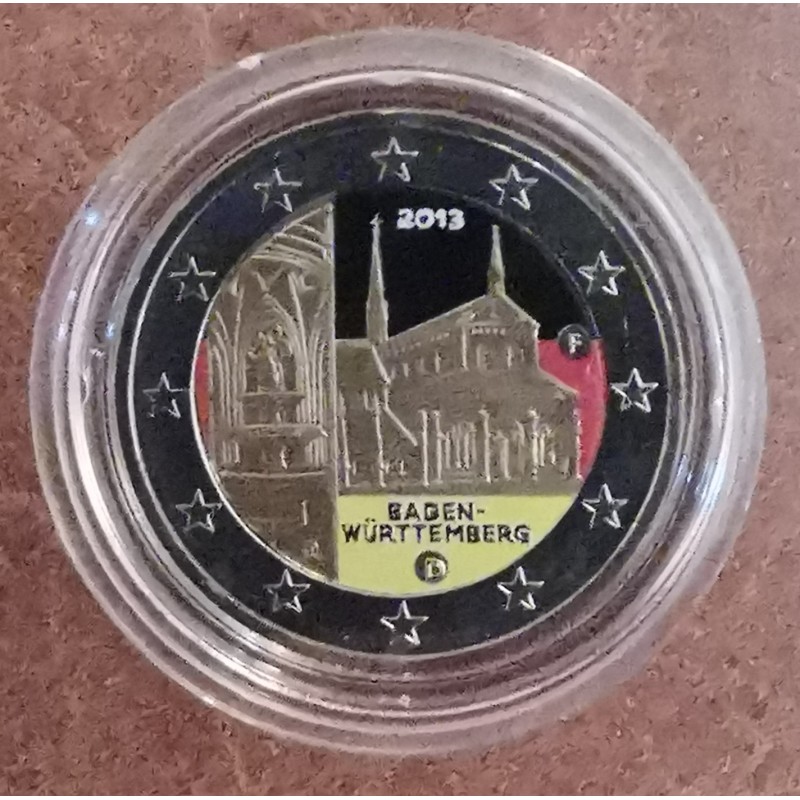 2013
F
BADEN-
WÜRTTEMBERG
D